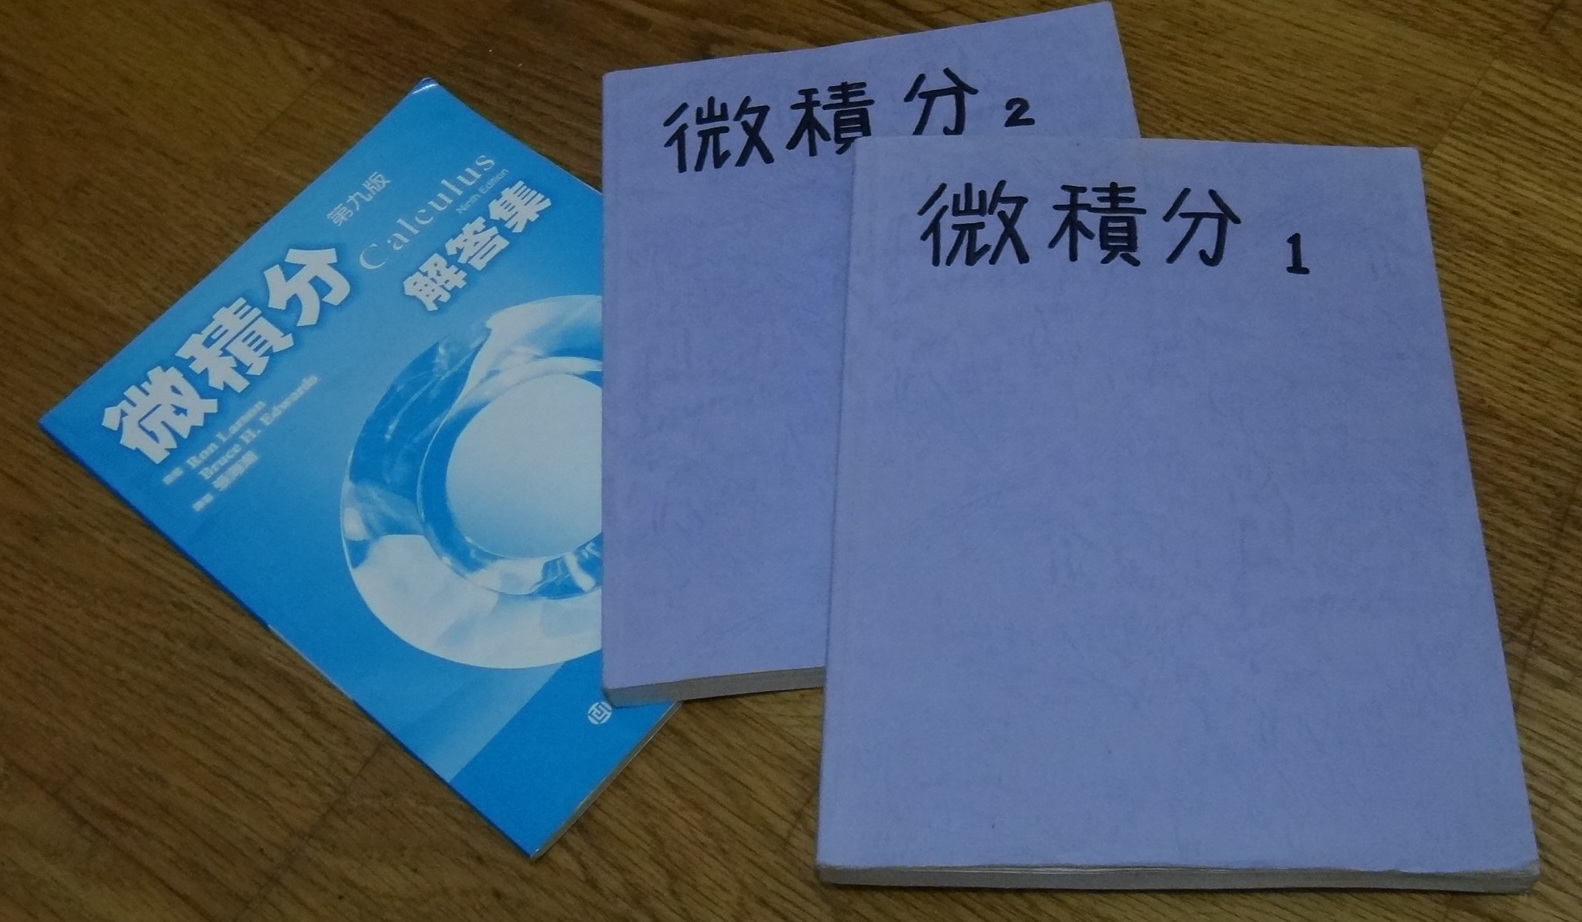 第九版
微積分
Calculus
Ninth Edition
解答集
Ron Larson
Bruce H. Edwards
微積分 2
微積分 1